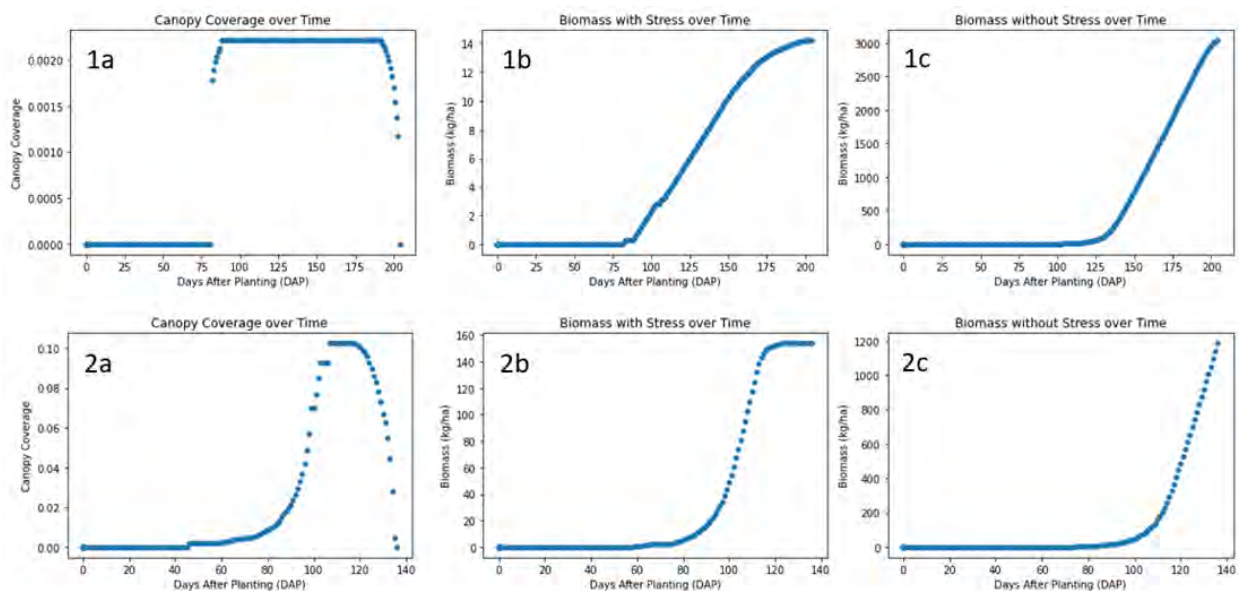 Canopy Coverage over Time
1a
Canopy Coverage
0.0020
0.0015
0.0010
0.0005
0.0000
0 25 50 75 100 125 150 175 200
Days After Planting (DAP)
Biomass with Stress over Time
1b
Biomass (kg/ha)
14
12
10
8
6
4
2
0
0 25 50 75 100 125 150 175 200
Days After Planting (DAP)
Biomass without Stress over Time
1c
Biomass (kg/ha)
3000
2500
2000
1500
1000
500
0
0 25 50 75 100 125 150 175 200
Days After Planting (DAP)
Canopy Coverage over Time
2a
Canopy Coverage
0.10
0.08
0.06
0.04
0.02
0.00
0 20 40 60 80 100 120 140
Days After Planting (DAP)
Biomass with Stress over Time
2b
Biomass (kg/ha)
160
140
120
100
80
60
40
20
0
0 20 40 60 80 100 120 140
Days After Planting (DAP)
Biomass without Stress over Time
2c
Biomass (kg/ha)
1200
1000
800
600
400
200
0
0 20 40 60 80 100 120 140
Days After Planting (DAP)